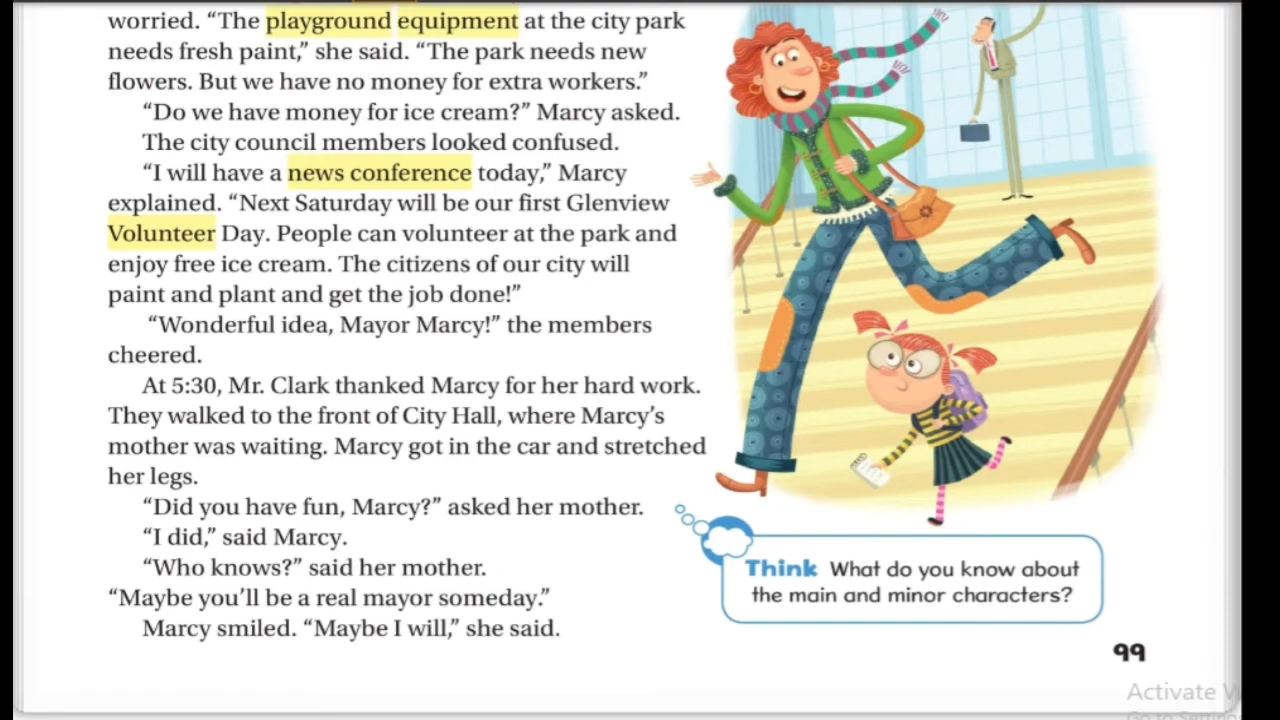 worried. “The playground equipment at the city park
needs fresh paint,” she said. “The park needs new
flowers. But we have no money for extra workers.”
“Do we have money for ice cream?” Marcy asked.
The city council members looked confused.
“I will have a news conference today,” Marcy
explained. “Next Saturday will be our first Glenview
Volunteer Day. People can volunteer at the park and
enjoy free ice cream. The citizens of our city will
paint and plant and get the job done!”
“Wonderful idea, Mayor Marcy!” the members
cheered.
At 5:30, Mr. Clark thanked Marcy for her hard work.
They walked to the front of City Hall, where Marcy’s
mother was waiting. Marcy got in the car and stretched
her legs.
“Did you have fun, Marcy?” asked her mother.
“I did,” said Marcy.
“Who knows?” said her mother.
“Maybe you’ll be a real mayor someday.”
Marcy smiled. “Maybe I will,” she said.
Think What do you know about
the main and minor characters?
99
Activate W
Go to Setting